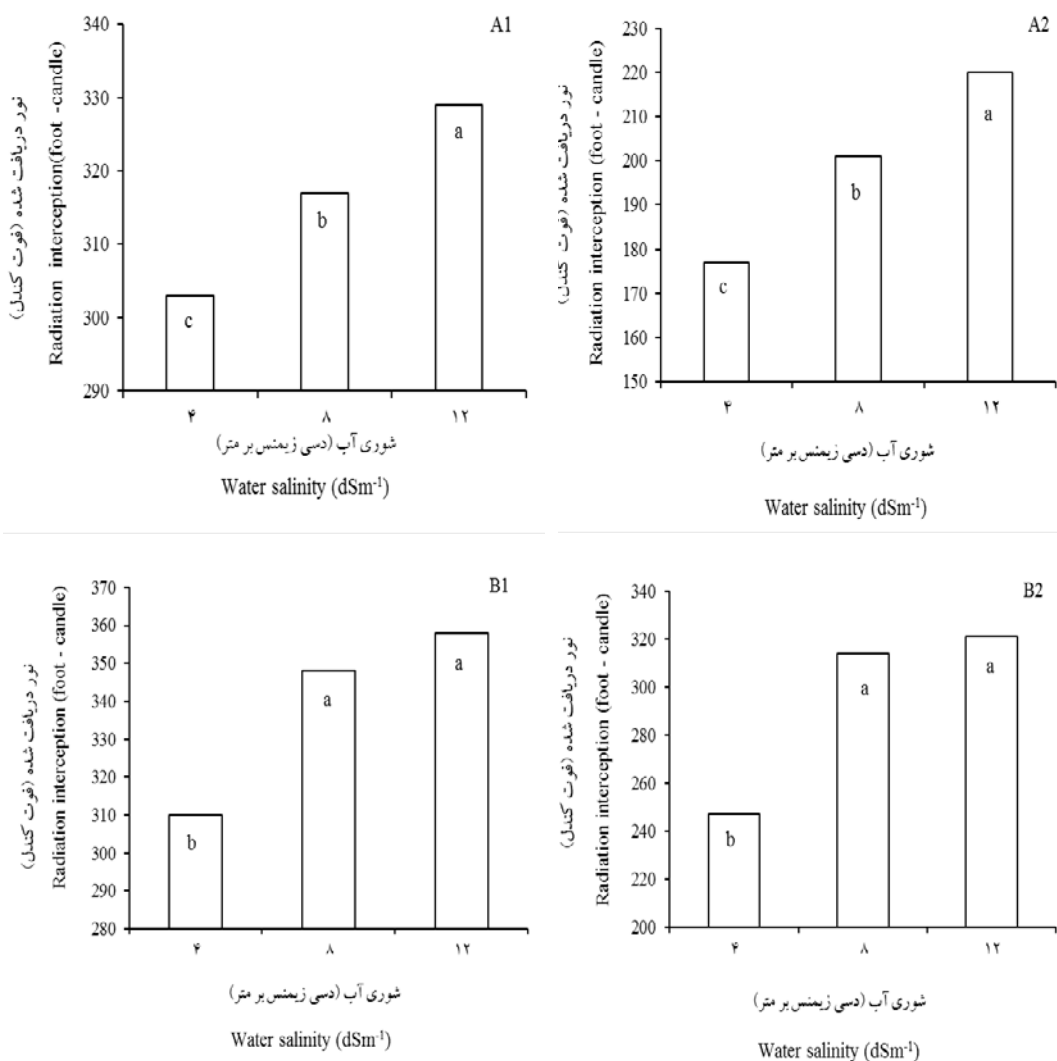 A1
نور دریافت شده (فوت کندل)
Radiation interception(foot -candle)
340
330
320
310
300
290
c
b
a
۴ ۸ ۱۲
شوری آب (دسی زیمنس بر متر)
Water salinity (dSm⁻¹)
A2
نور دریافت شده (فوت کندل)
Radiation interception (foot - candle)
230
220
210
200
190
180
170
160
150
c
b
a
۴ ۸ ۱۲
شوری آب (دسی زیمنس بر متر)
Water salinity (dSm⁻¹)
B1
نور دریافت شده (فوت کندل)
Radiation interception (foot - candle)
370
360
350
340
330
320
310
300
290
280
b
a
a
۴ ۸ ۱۲
شوری آب (دسی زیمنس بر متر)
Water salinity (dSm⁻¹)
B2
نور دریافت شده (فوت کندل)
Radiation interception (foot - candle)
340
320
300
280
260
240
220
200
b
a
a
۴ ۸ ۱۲
شوری آب (دسی زیمنس بر متر)
Water salinity (dSm⁻¹)